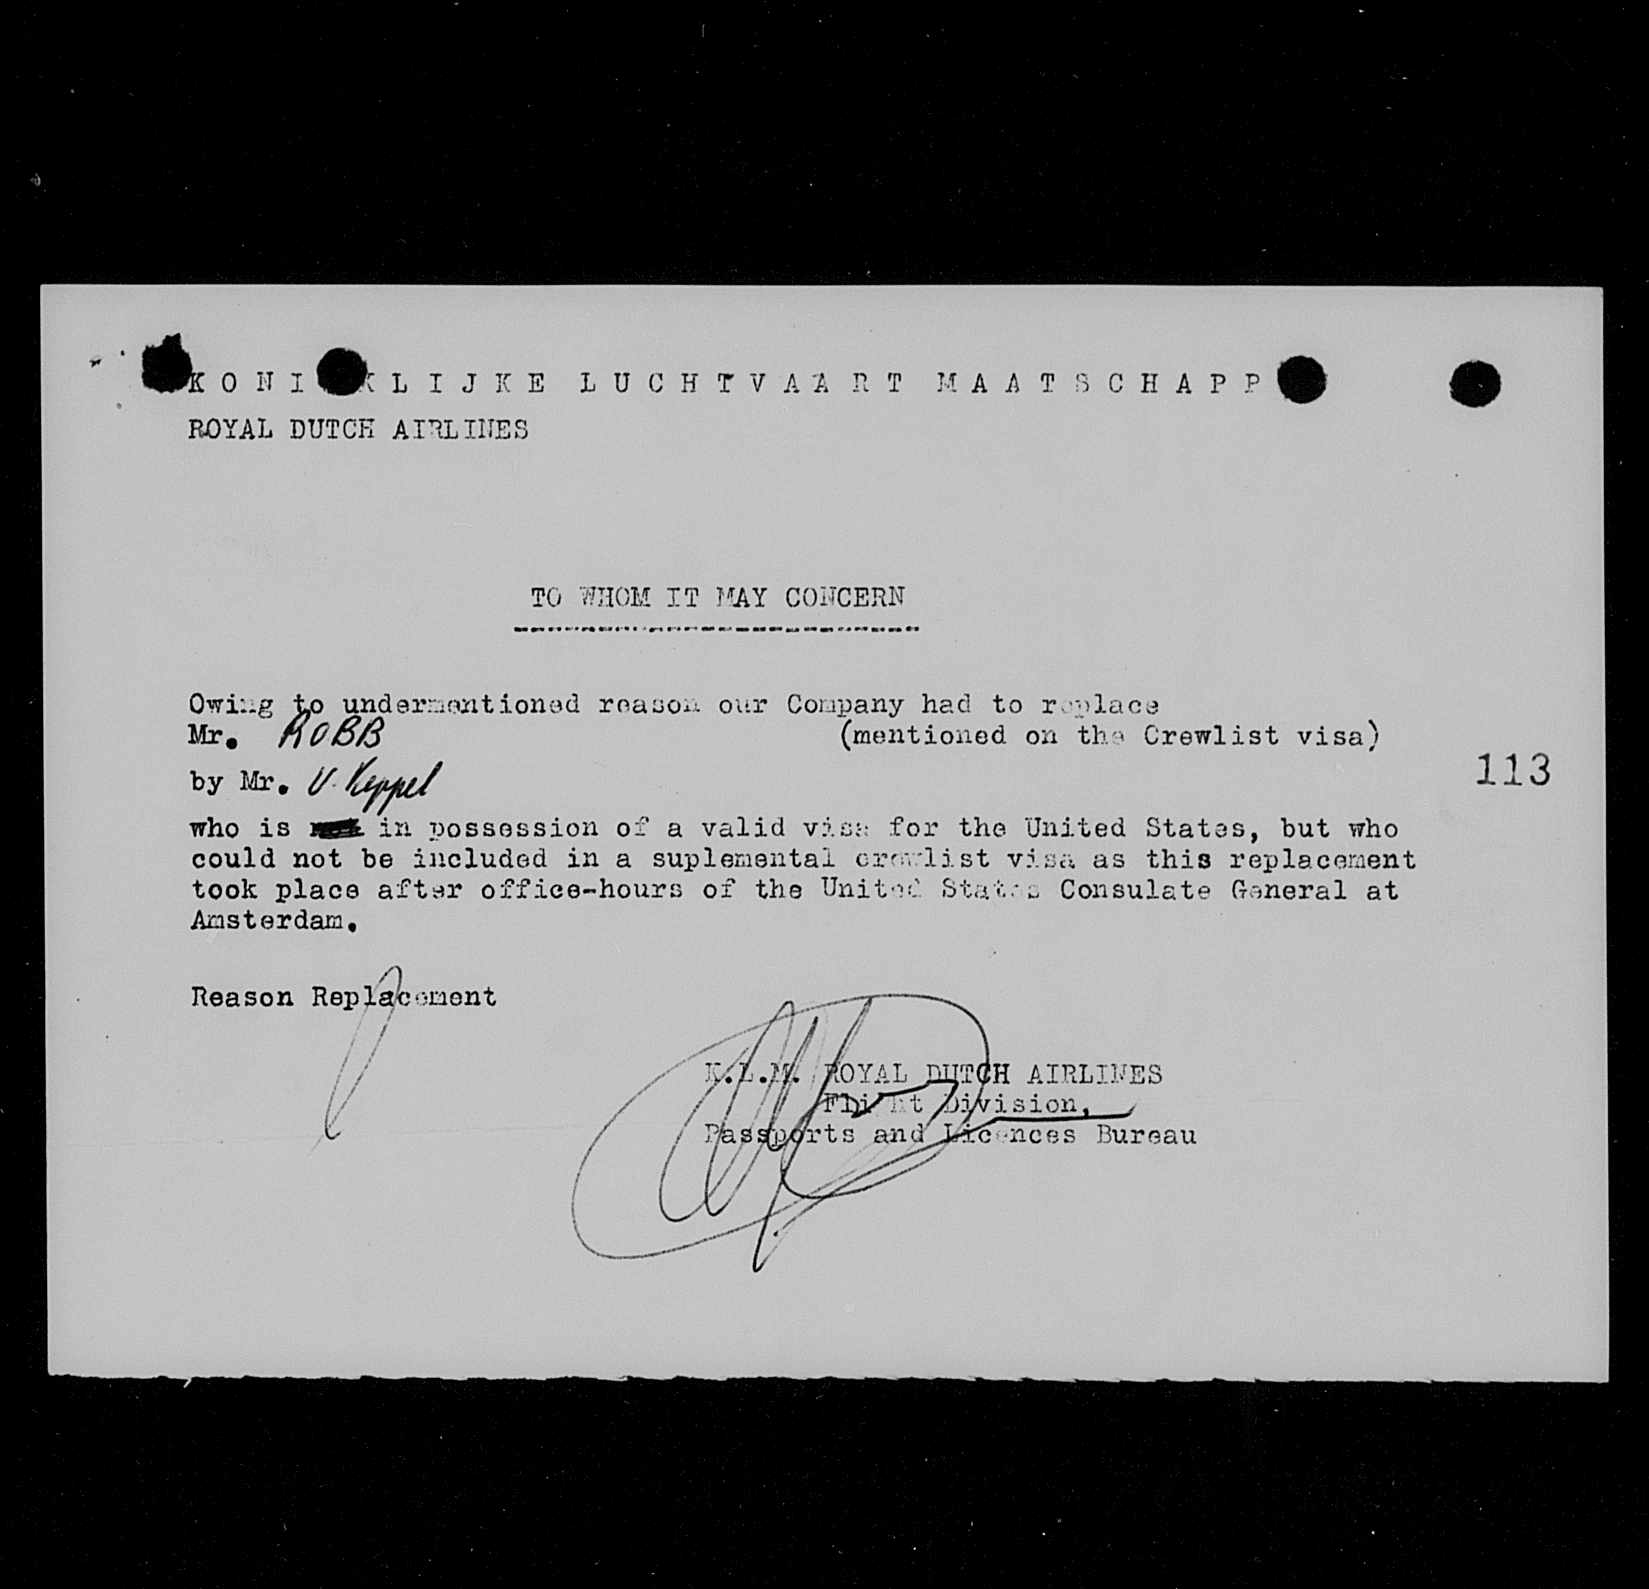 KONI KLIJKE LUCHTVAART MAATSCHAPP
ROYAL DUTCH AIRLINES
TO WHOM IT MAY CONCERN
Owing to undermentioned reason our Company had to replace
Mr. ROBB (mentioned on the Crewlist visa)
by Mr. V. Keppel
113
who is in possession of a valid visa for the United States, but who
could not be included in a suplemental crewlist visa as this replacement
took place after office-hours of the United States Consulate General at
Amsterdam.
Reason Replacement
K.L.M. ROYAL DUTCH AIRLINES
Flight Division,
Passports and Licences Bureau